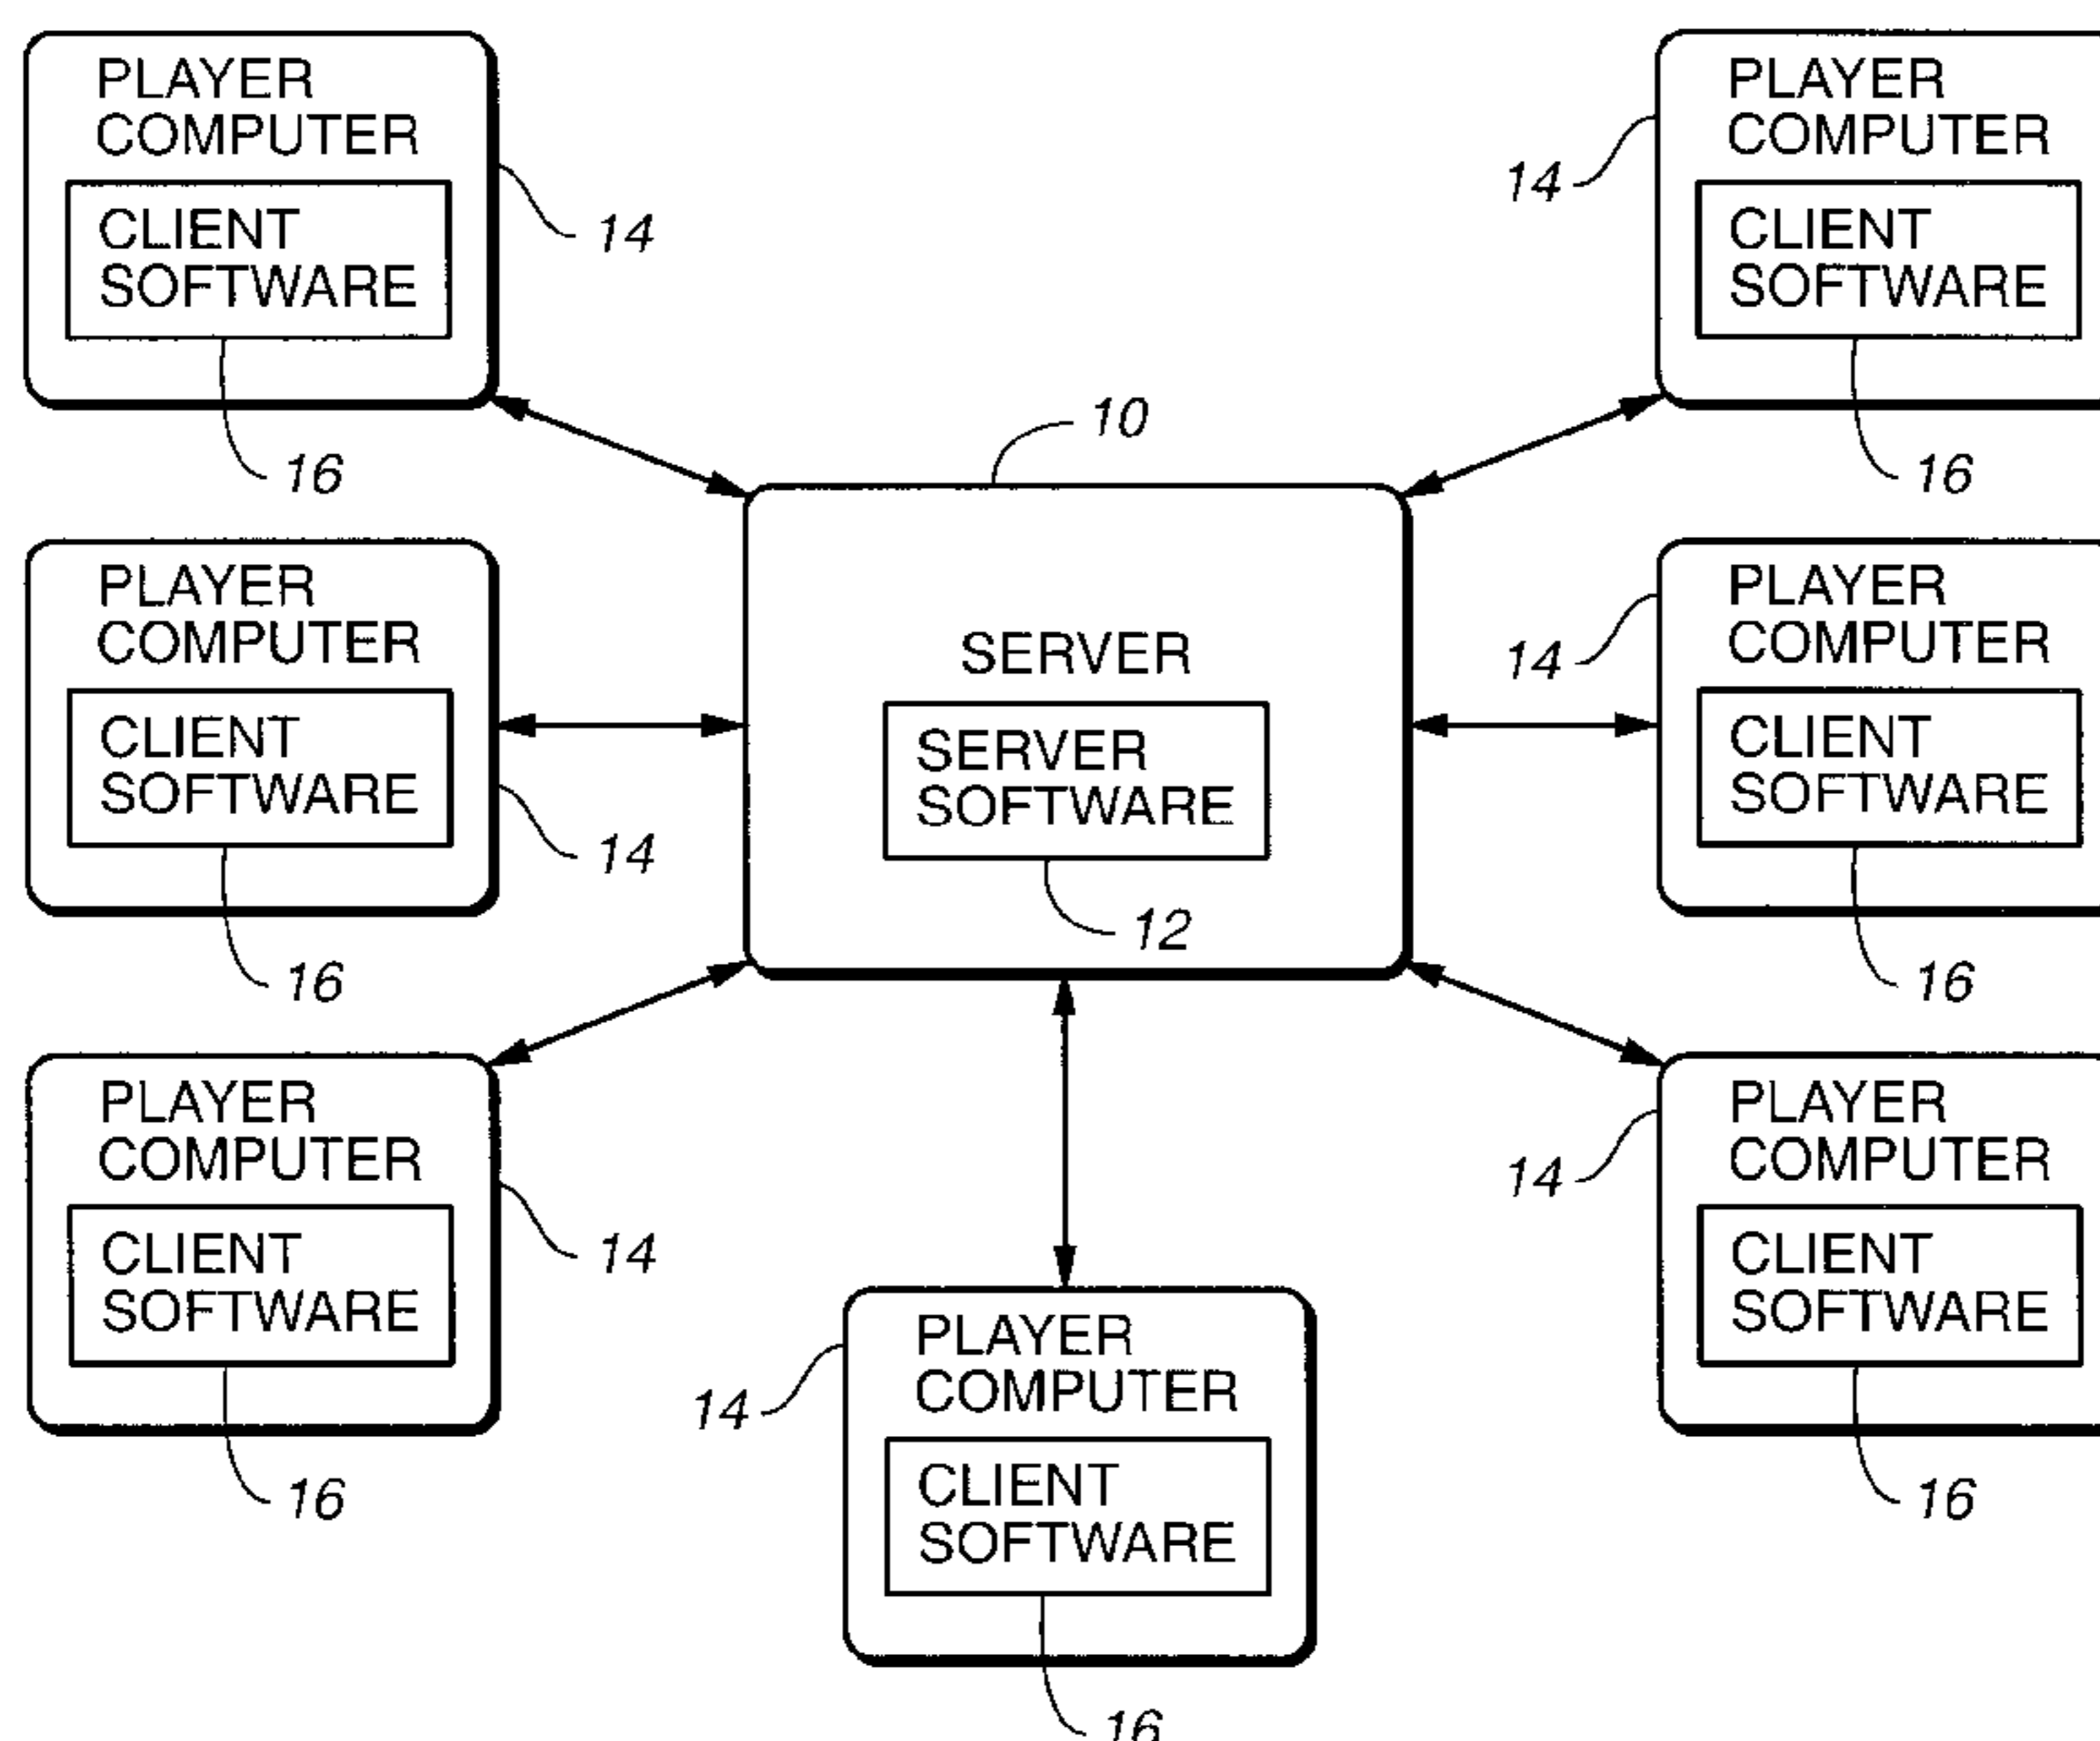 PLAYER
COMPUTER
CLIENT
SOFTWARE
14
16
PLAYER
COMPUTER
CLIENT
SOFTWARE
14
16
10
PLAYER
COMPUTER
CLIENT
SOFTWARE
14
16
SERVER
SERVER
SOFTWARE
12
PLAYER
COMPUTER
CLIENT
SOFTWARE
14
16
PLAYER
COMPUTER
CLIENT
SOFTWARE
14
16
PLAYER
COMPUTER
CLIENT
SOFTWARE
14
16
PLAYER
COMPUTER
CLIENT
SOFTWARE
14
16